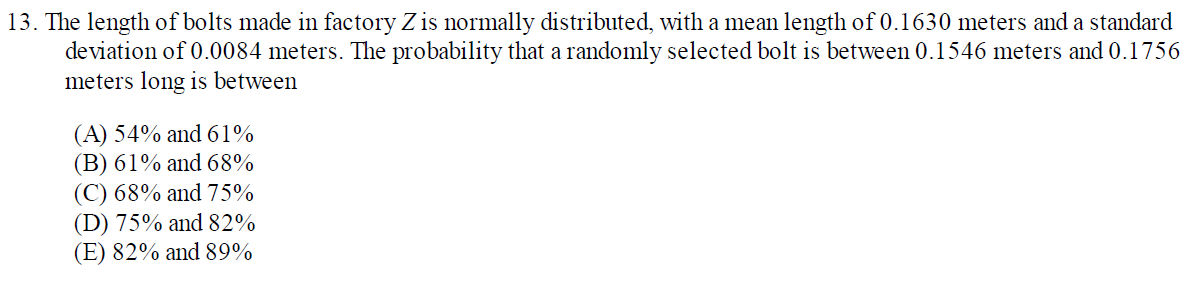 13. The length of bolts made in factory Z is normally distributed, with a mean length of 0.1630 meters and a standard
deviation of 0.0084 meters. The probability that a randomly selected bolt is between 0.1546 meters and 0.1756
meters long is between
(A) 54% and 61%
(B) 61% and 68%
(C) 68% and 75%
(D) 75% and 82%
(E) 82% and 89%